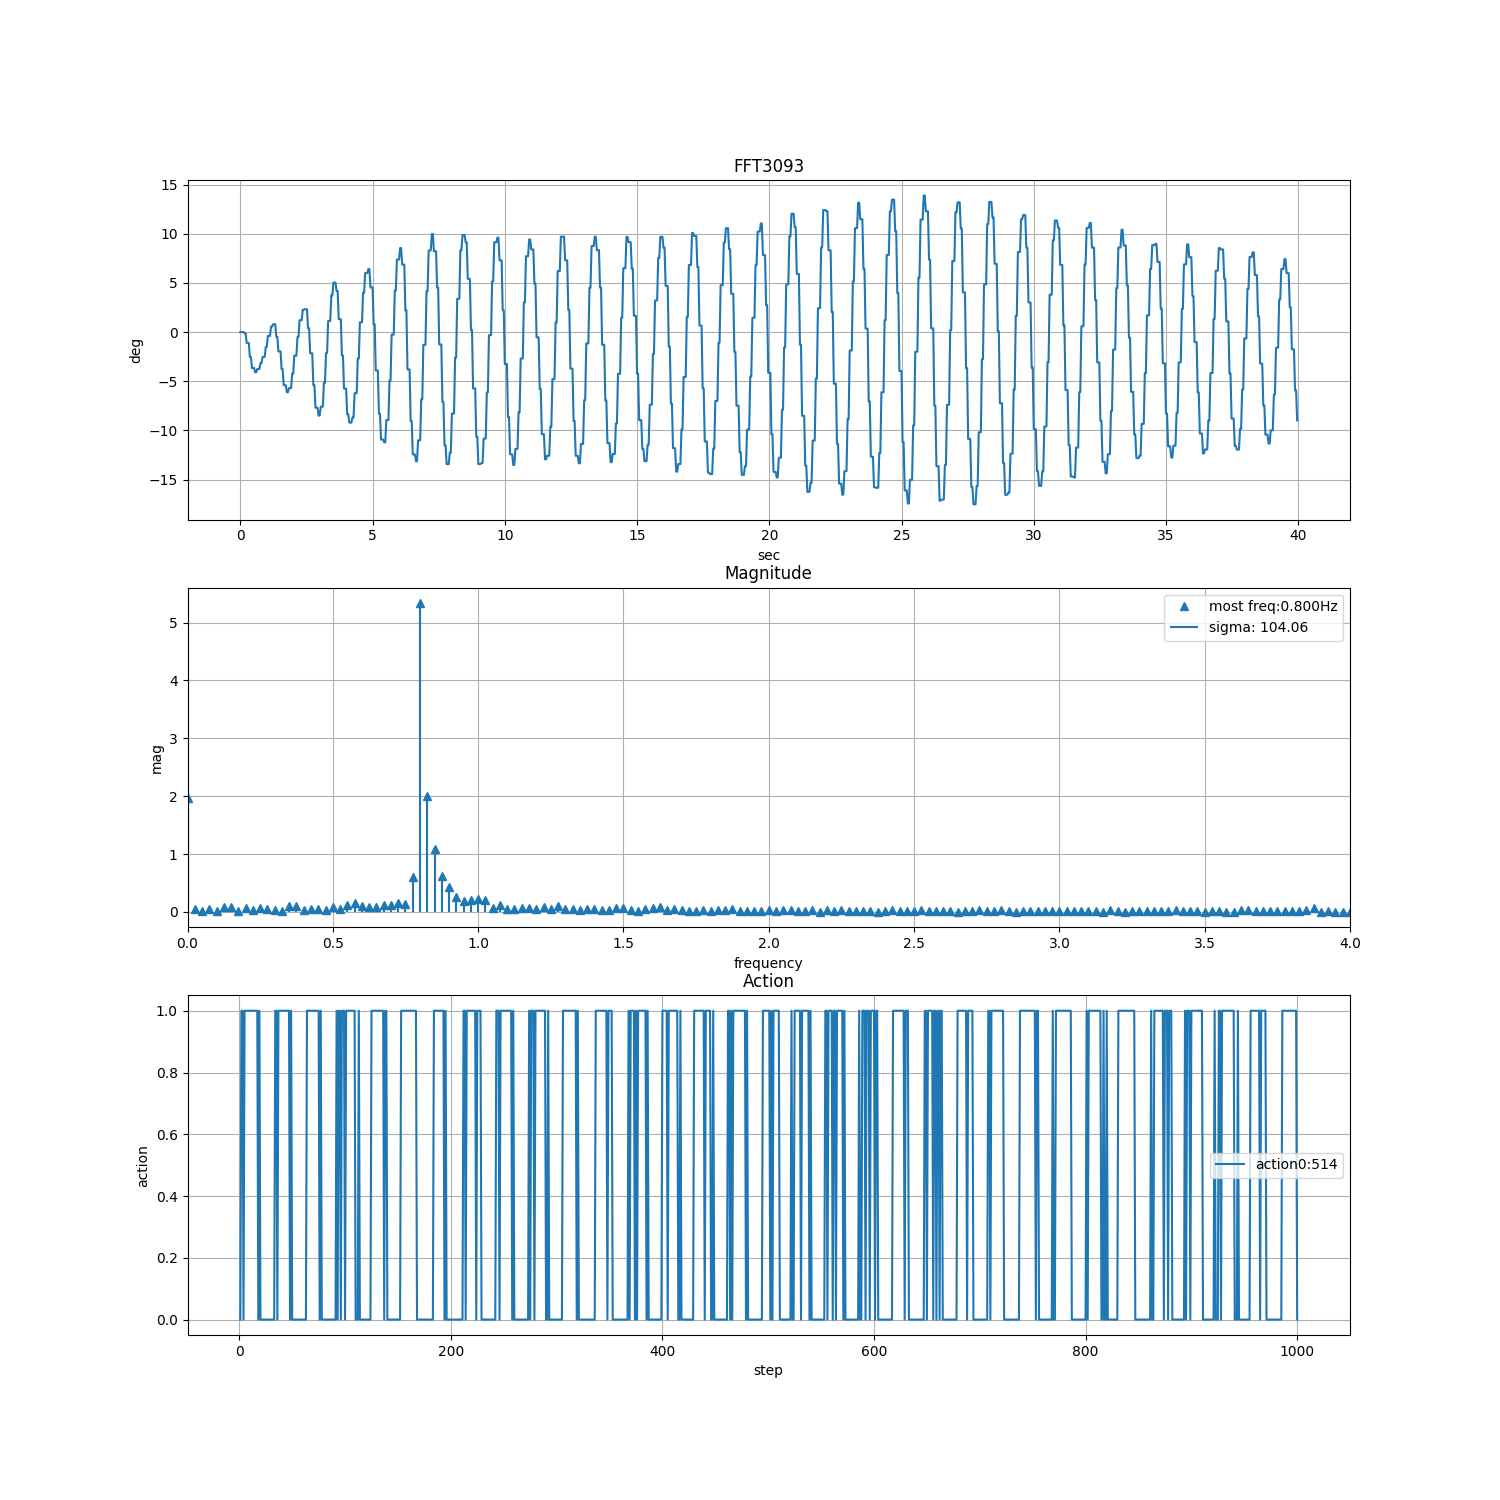 FFT3093
15
10
5
0
−5
−10
−15
deg
0 5 10 15 20 25 30 35 40
sec
Magnitude
5
4
3
2
1
0
mag
most freq:0.800Hz
sigma: 104.06
0.0 0.5 1.0 1.5 2.0 2.5 3.0 3.5 4.0
frequency
Action
1.0
0.8
0.6
0.4
0.2
0.0
action
action0:514
0 200 400 600 800 1000
step